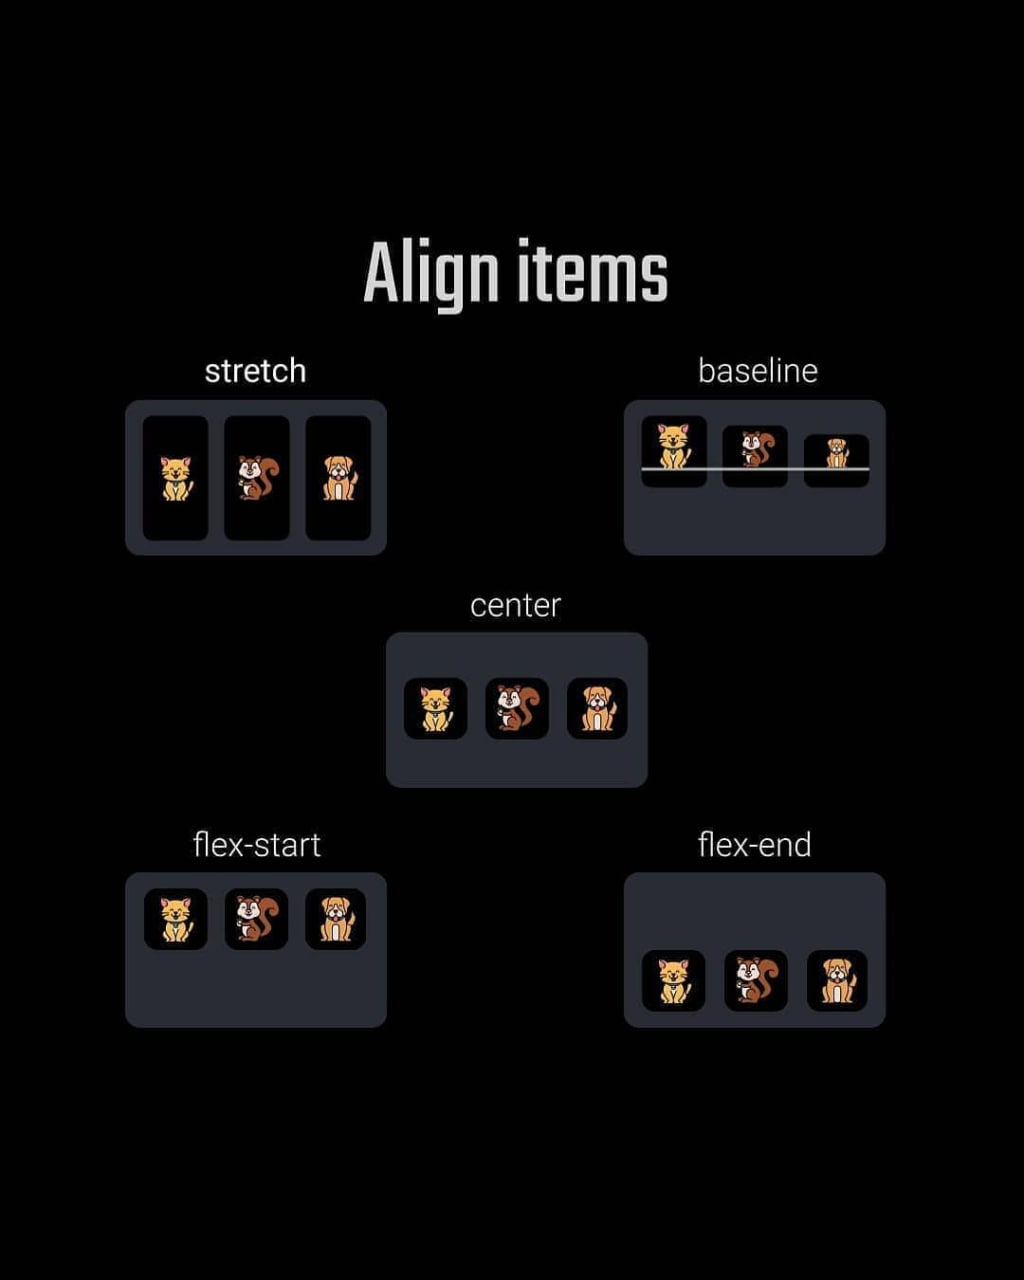 Align items
stretch
baseline
center
flex-start
flex-end